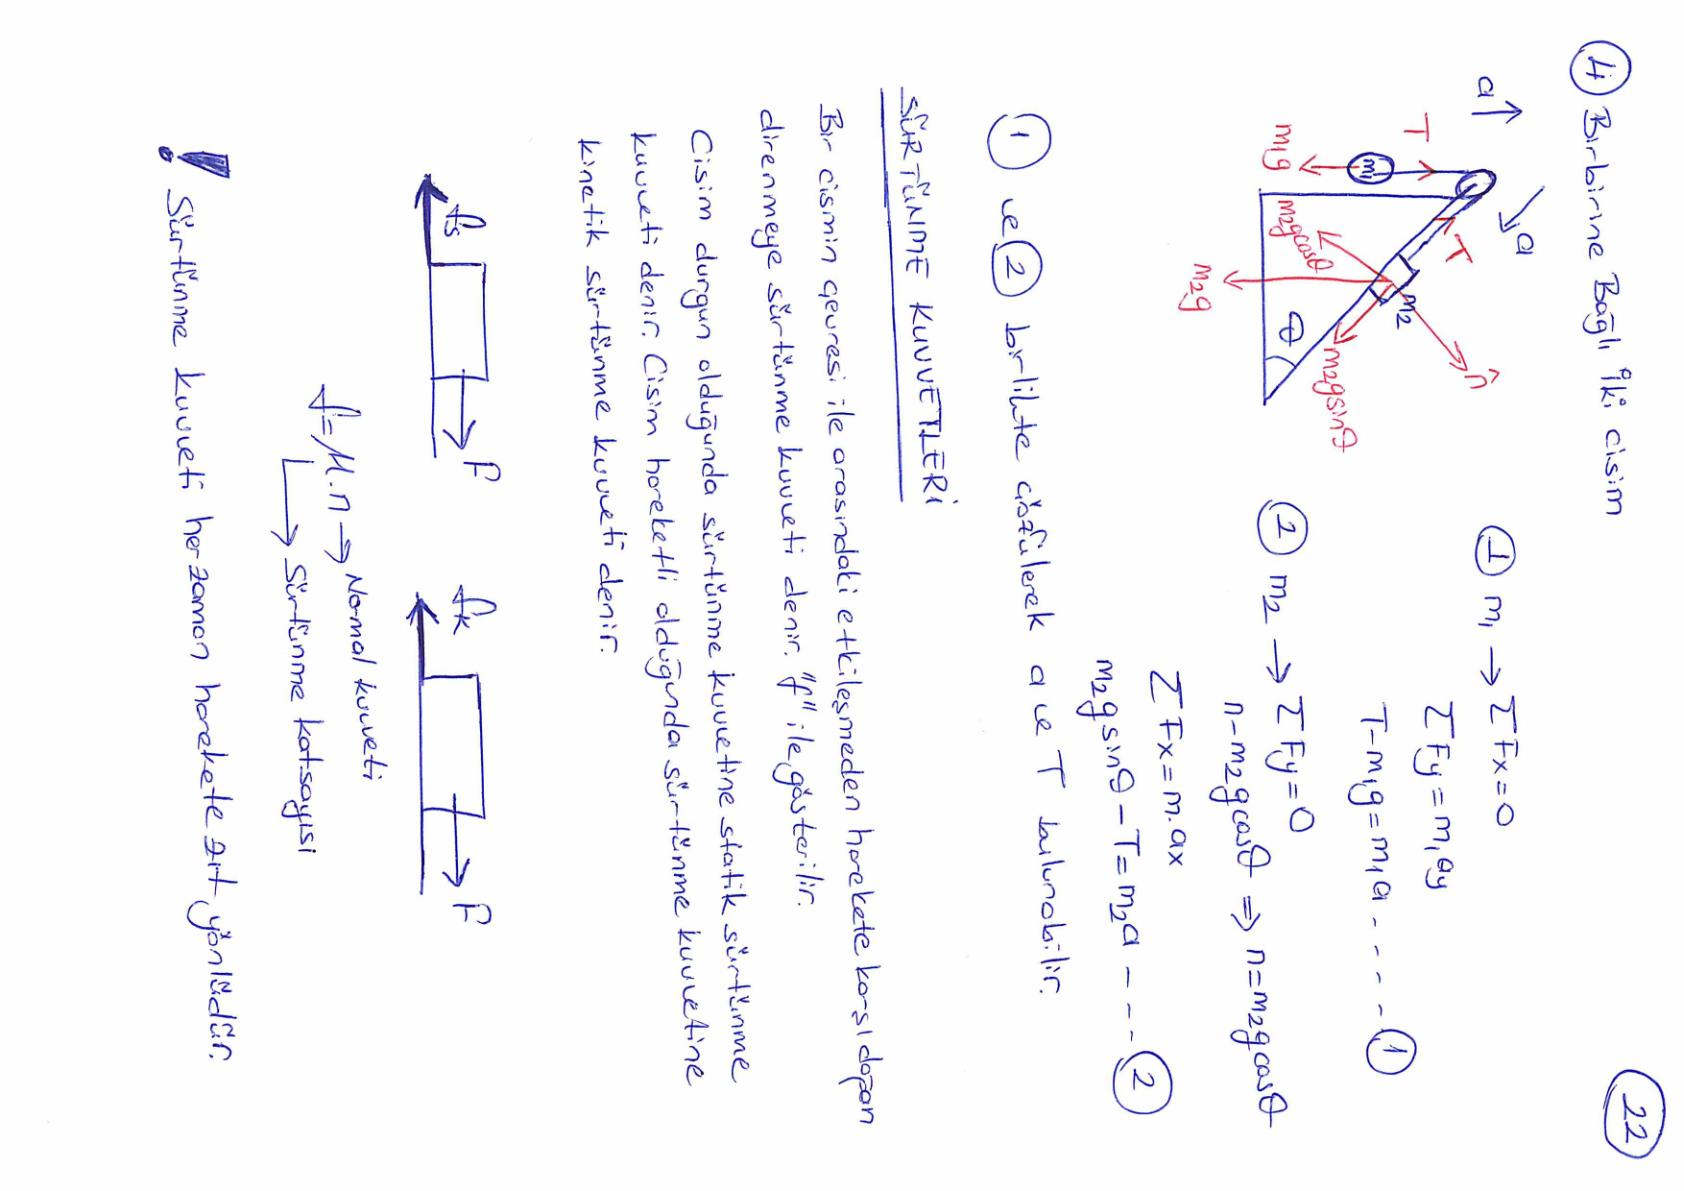 22
4 Birbirine Bağlı İki cisim
a
a
T
T
m1
m1g
m2
n̂
m2gcosθ
m2gsinθ
m2g
θ
1 m1 → ΣFx=0
ΣFy=m1ay
T-m1g=m1a ---- 1
2 m2 → ΣFy=0
n-m2gcosθ ⇒ n=m2gcosθ
ΣFx=m.ax
m2gsinθ-T=m2a --- 2
1 ve 2 birlikte çözülerek a ve T bulunabilir.
SÜRTÜNME KUVVETLERİ
Bir cismin çevresi ile arasındaki etkileşmeden harekete karşı doğan
direnmeye sürtünme kuvveti denir. "f" ile gösterilir.
Cisim durgun olduğunda sürtünme kuvvetine statik sürtünme
kuvveti denir. Cisim hareketli olduğunda sürtünme kuvvetine
kinetik sürtünme kuvveti denir.
fs
F
fk
F
f=μ.n → Normal kuvveti
→ Sürtünme katsayısı
! Sürtünme kuvveti her zaman harekete zıt yönlüdür.